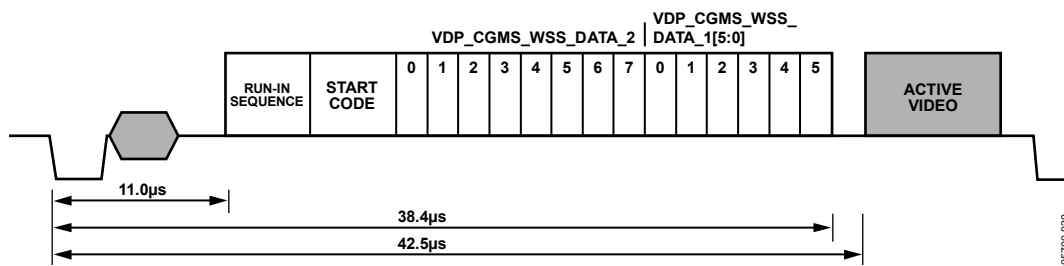 VDP_CGMS_WSS_DATA_2
VDP_CGMS_WSS_
DATA_1[5:0]
RUN-IN
SEQUENCE
START
CODE
0 1 2 3 4 5 6 7 0 1 2 3 4 5
ACTIVE
VIDEO
11.0µs
38.4µs
42.5µs